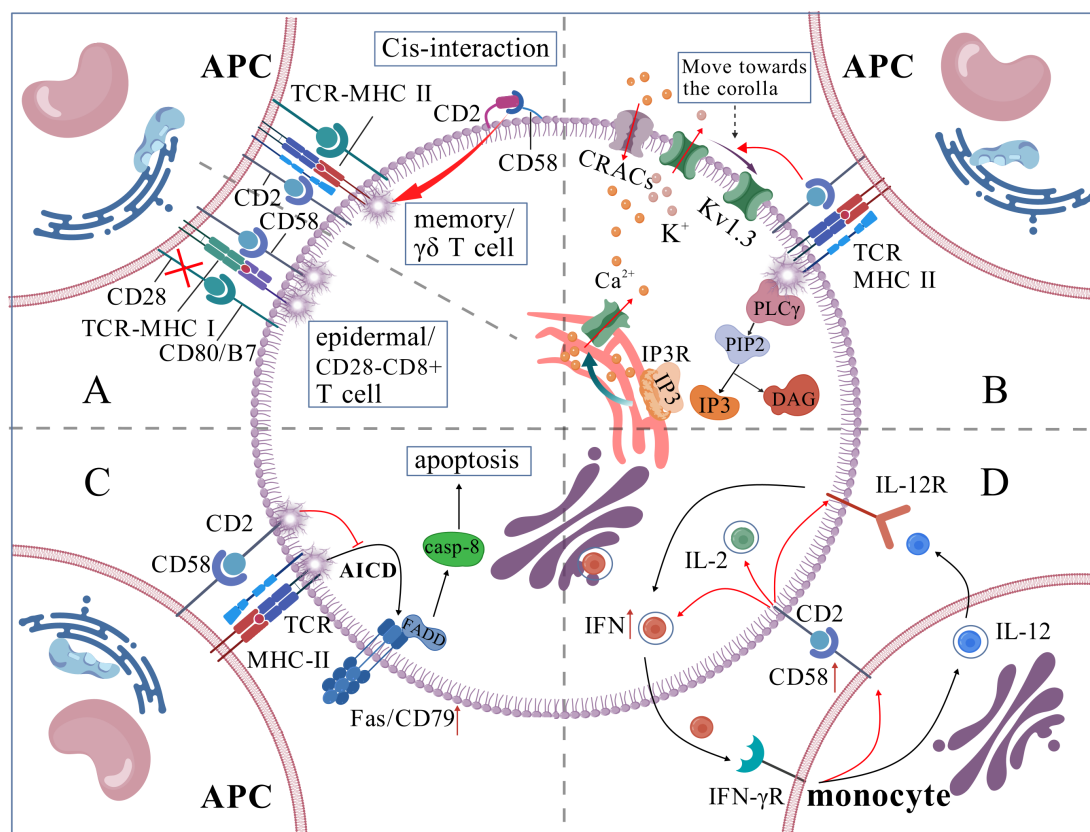 APC
Cis-interaction
TCR-MHC II
CD2
CD58
CD2
CD58
memory/
γδ T cell
CD28
TCR-MHC I
CD80/B7
epidermal/
CD28-CD8+
T cell
A
Move towards
the corolla
APC
CRACs
K+
Kv1.3
TCR
MHC II
Ca2+
PLCγ
PIP2
IP3R
IP3
IP3
DAG
B
C
apoptosis
CD2
CD58
casp-8
AICD
TCR
FADD
MHC-II
Fas/CD79
APC
D
IL-12R
IL-2
IFN
CD2
IL-12
CD58
IFN-γR
monocyte